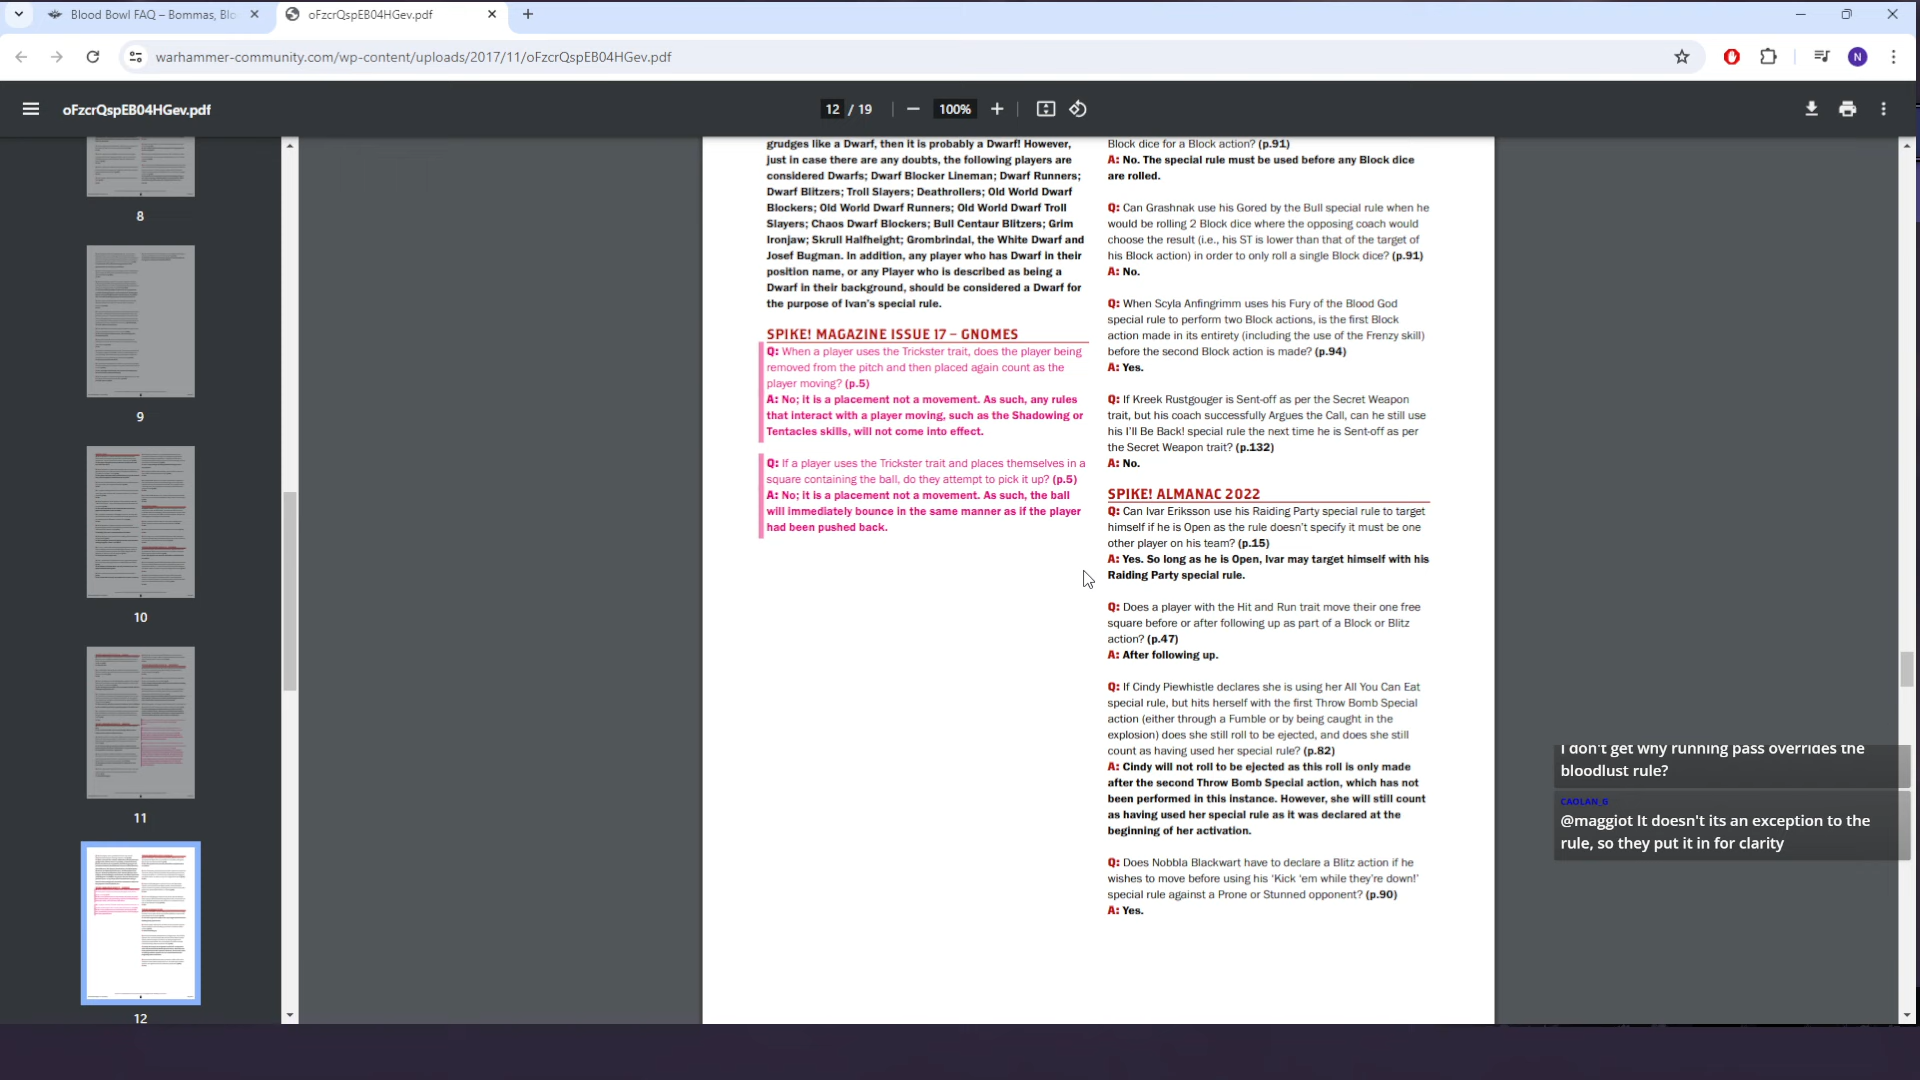 Blood Bowl FAQ – Bommas, Blo
oFzcrQspEB04HGev.pdf
warhammer-community.com/wp-content/uploads/2017/11/oFzcrQspEB04HGev.pdf
N
oFzcrQspEB04HGev.pdf
12 / 19
100%
8
9
10
11
12
grudges like a Dwarf, then it is probably a Dwarf! However,
just in case there are any doubts, the following players are
considered Dwarfs; Dwarf Blocker Lineman; Dwarf Runners;
Dwarf Blitzers; Troll Slayers; Deathrollers; Old World Dwarf
Blockers; Old World Dwarf Runners; Old World Dwarf Troll
Slayers; Chaos Dwarf Blockers; Bull Centaur Blitzers; Grim
Ironjaw; Skrull Halfheight; Grombrindal, the White Dwarf and
Josef Bugman. In addition, any player who has Dwarf in their
position name, or any Player who is described as being a
Dwarf in their background, should be considered a Dwarf for
the purpose of Ivan's special rule.
SPIKE! MAGAZINE ISSUE 17 – GNOMES
Q: When a player uses the Trickster trait, does the player being
removed from the pitch and then placed again count as the
player moving? (p.5)
A: No; it is a placement not a movement. As such, any rules
that interact with a player moving, such as the Shadowing or
Tentacles skills, will not come into effect.
Q: If a player uses the Trickster trait and places themselves in a
square containing the ball, do they attempt to pick it up? (p.5)
A: No; it is a placement not a movement. As such, the ball
will immediately bounce in the same manner as if the player
had been pushed back.
Block dice for a Block action? (p.91)
A: No. The special rule must be used before any Block dice
are rolled.
Q: Can Grashnak use his Gored by the Bull special rule when he
would be rolling 2 Block dice where the opposing coach would
choose the result (i.e., his ST is lower than that of the target of
his Block action) in order to only roll a single Block dice? (p.91)
A: No.
Q: When Scyla Anfingrimm uses his Fury of the Blood God
special rule to perform two Block actions, is the first Block
action made in its entirety (including the use of the Frenzy skill)
before the second Block action is made? (p.94)
A: Yes.
Q: If Kreek Rustgouger is Sent-off as per the Secret Weapon
trait, but his coach successfully Argues the Call, can he still use
his I'll Be Back! special rule the next time he is Sent-off as per
the Secret Weapon trait? (p.132)
A: No.
SPIKE! ALMANAC 2022
Q: Can Ivar Eriksson use his Raiding Party special rule to target
himself if he is Open as the rule doesn't specify it must be one
other player on his team? (p.15)
A: Yes. So long as he is Open, Ivar may target himself with his
Raiding Party special rule.
Q: Does a player with the Hit and Run trait move their one free
square before or after following up as part of a Block or Blitz
action? (p.47)
A: After following up.
Q: If Cindy Piewhistle declares she is using her All You Can Eat
special rule, but hits herself with the first Throw Bomb Special
action (either through a Fumble or by being caught in the
explosion) does she still roll to be ejected, and does she still
count as having used her special rule? (p.82)
A: Cindy will not roll to be ejected as this roll is only made
after the second Throw Bomb Special action, which has not
been performed in this instance. However, she will still count
as having used her special rule as it was declared at the
beginning of her activation.
Q: Does Nobbla Blackwart have to declare a Blitz action if he
wishes to move before using his 'Kick 'em while they're down!'
special rule against a Prone or Stunned opponent? (p.90)
A: Yes.
I don't get why running pass overrides the
bloodlust rule?
CAOLAN_G
@maggiot It doesn't its an exception to the
rule, so they put it in for clarity